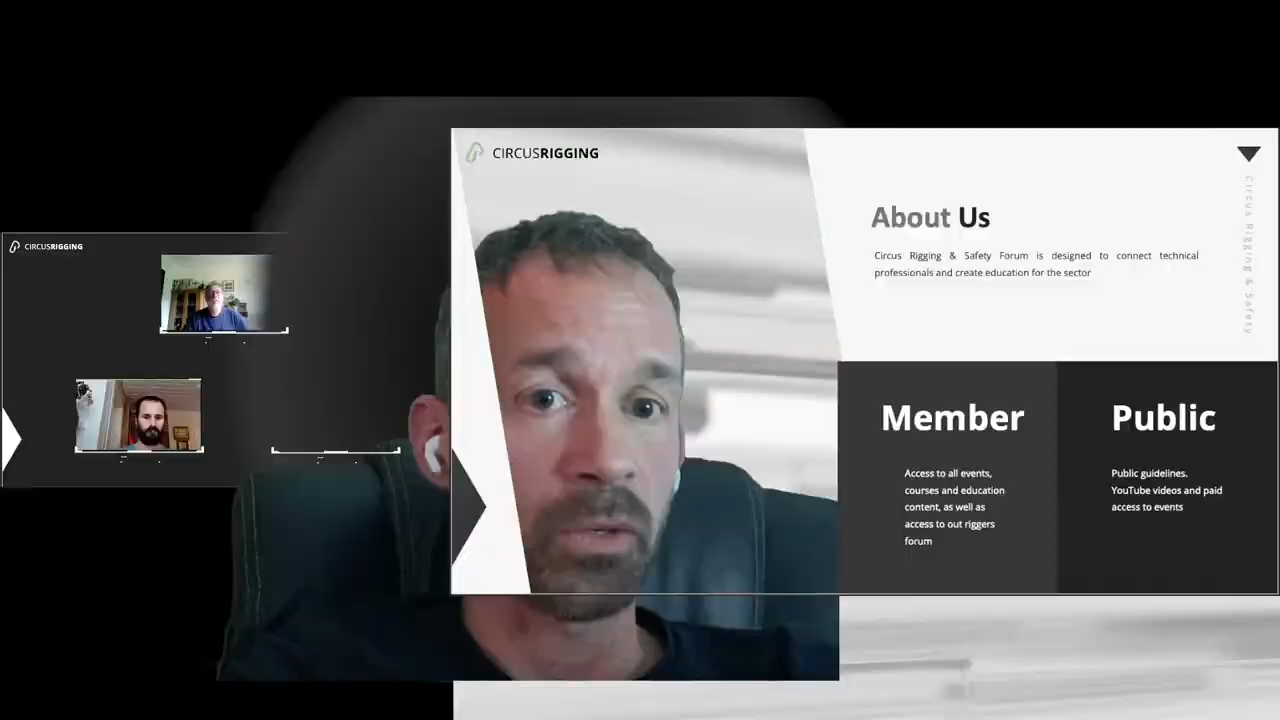 CIRCUSRIGGING
CIRCUSRIGGING
About Us
Circus Rigging & Safety Forum is designed to connect technical
professionals and create education for the sector
Circus Rigging & Safety
Member
Access to all events,
courses and education
content, as well as
access to out riggers
forum
Public
Public guidelines.
YouTube videos and paid
access to events